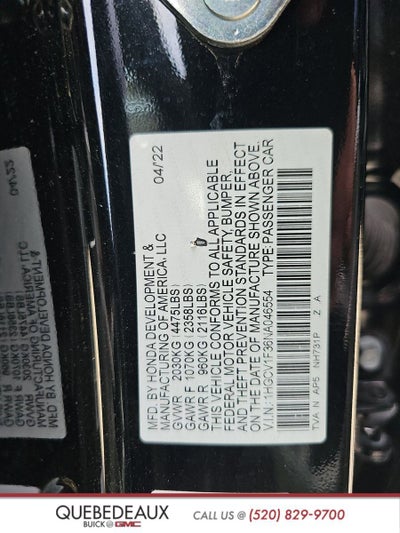 MFD. BY HONDA DEVELOPMENT &
MANUFACTURING OF AMERICA, LLC
04/22
GVWR 2030KG(4475LBS)
GAWR F 1070KG(2358LBS)
GAWR R 960KG(2116LBS)
THIS VEHICLE CONFORMS TO ALL APPLICABLE
FEDERAL MOTOR VEHICLE SAFETY, BUMPER,
AND THEFT PREVENTION STANDARDS IN EFFECT
ON THE DATE OF MANUFACTURE SHOWN ABOVE.
V.I.N.: 1HGCV1F36NA046554 TYPE: PASSENGER CAR
TVA N AP5 NH731P Z A
QUEBEDEAUX
BUICK GMC
CALL US @ (520) 829-9700